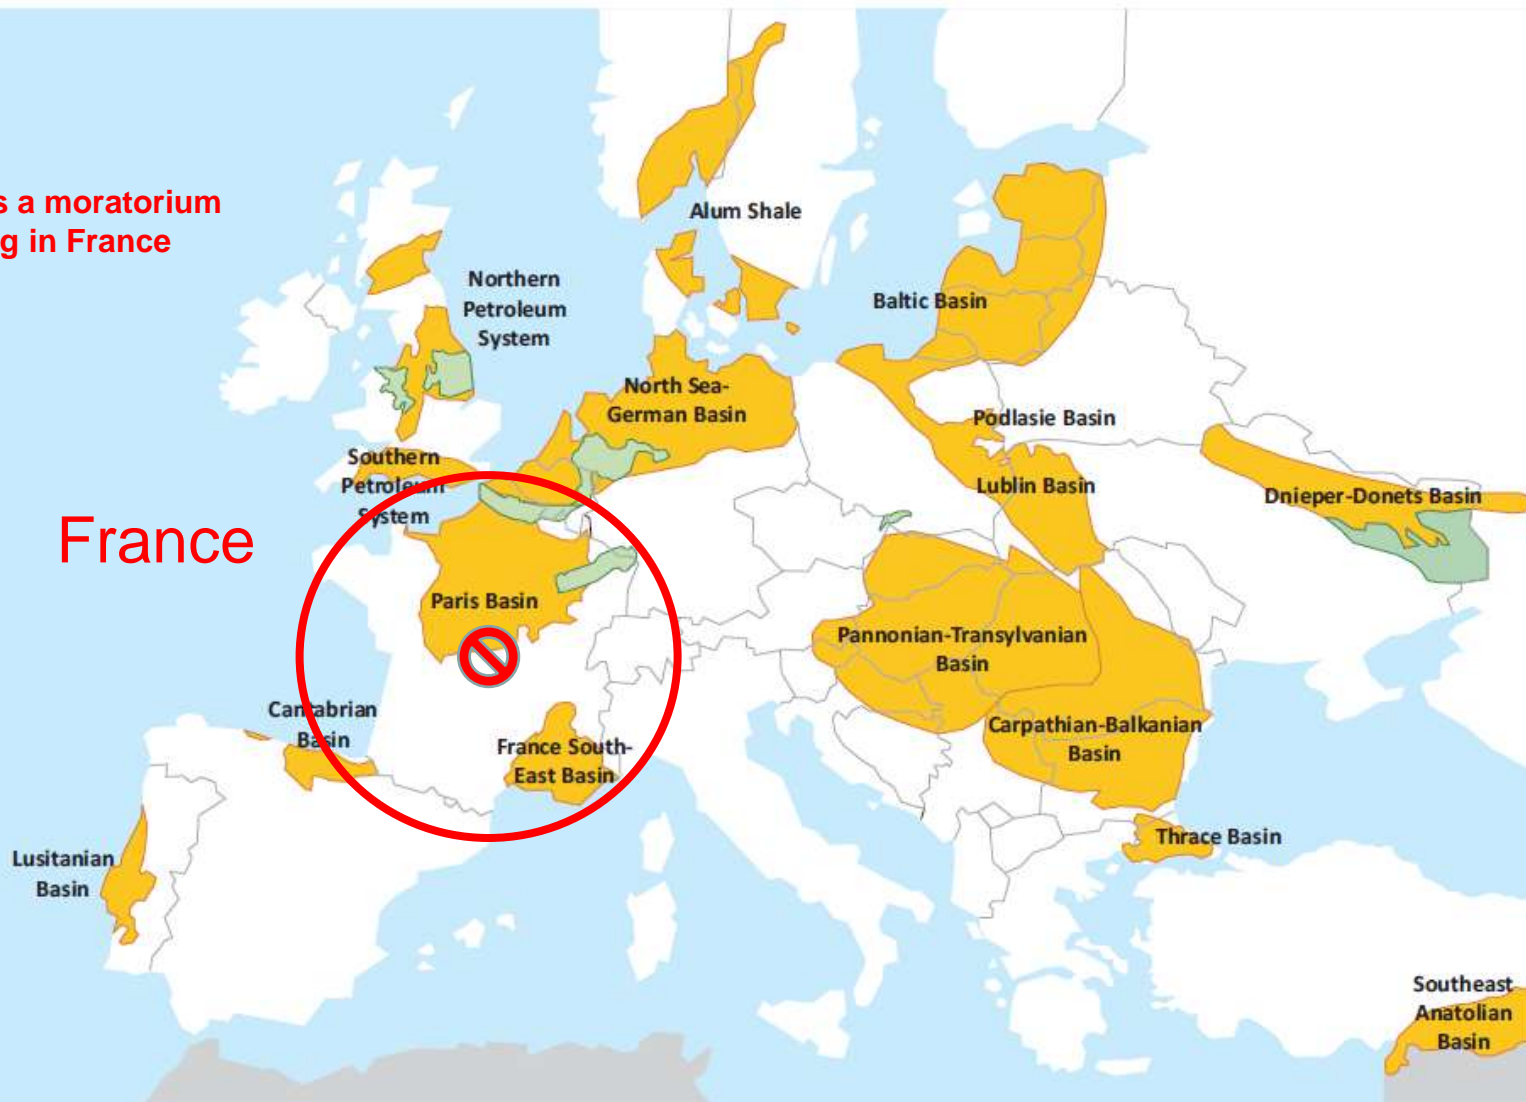 s a moratorium
g in France
Alum Shale
Northern
Petroleum
System
Baltic Basin
North Sea-
German Basin
Podlasie Basin
Southern
Petroleum
System
Lublin Basin
Dnieper-Donets Basin
France
Paris Basin
Pannonian-Transylvanian
Basin
Cantabrian
Basin
Carpathian-Balkanian
Basin
France South-
East Basin
Thrace Basin
Lusitanian
Basin
Southeast
Anatolian
Basin